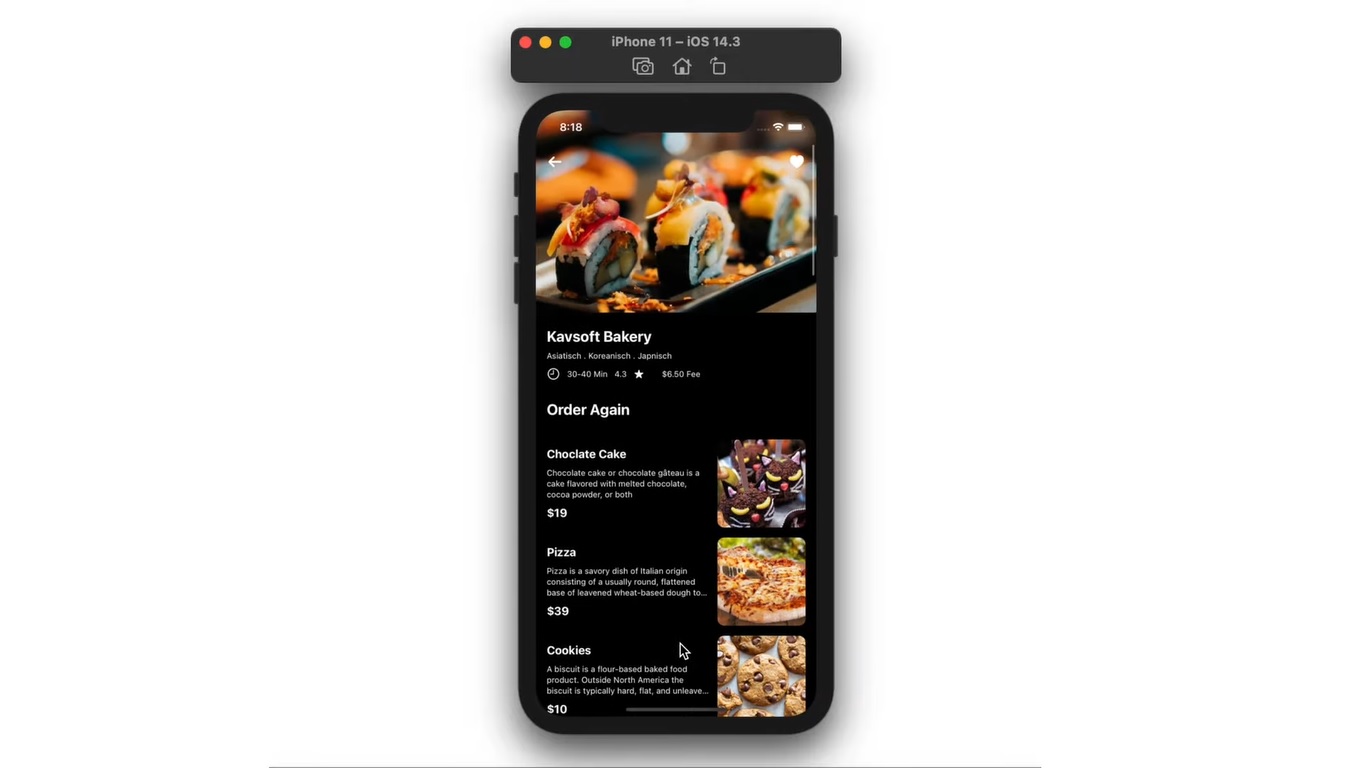 iPhone 11 – iOS 14.3
8:18
Kavsoft Bakery
Asiatisch . Koreanisch . Japnisch
30-40 Min 4.3 $6.50 Fee
Order Again
Choclate Cake
Chocolate cake or chocolate gâteau is a
cake flavored with melted chocolate,
cocoa powder, or both
$19
Pizza
Pizza is a savory dish of Italian origin
consisting of a usually round, flattened
base of leavened wheat-based dough to...
$39
Cookies
A biscuit is a flour-based baked food
product. Outside North America the
biscuit is typically hard, flat, and unleave...
$10